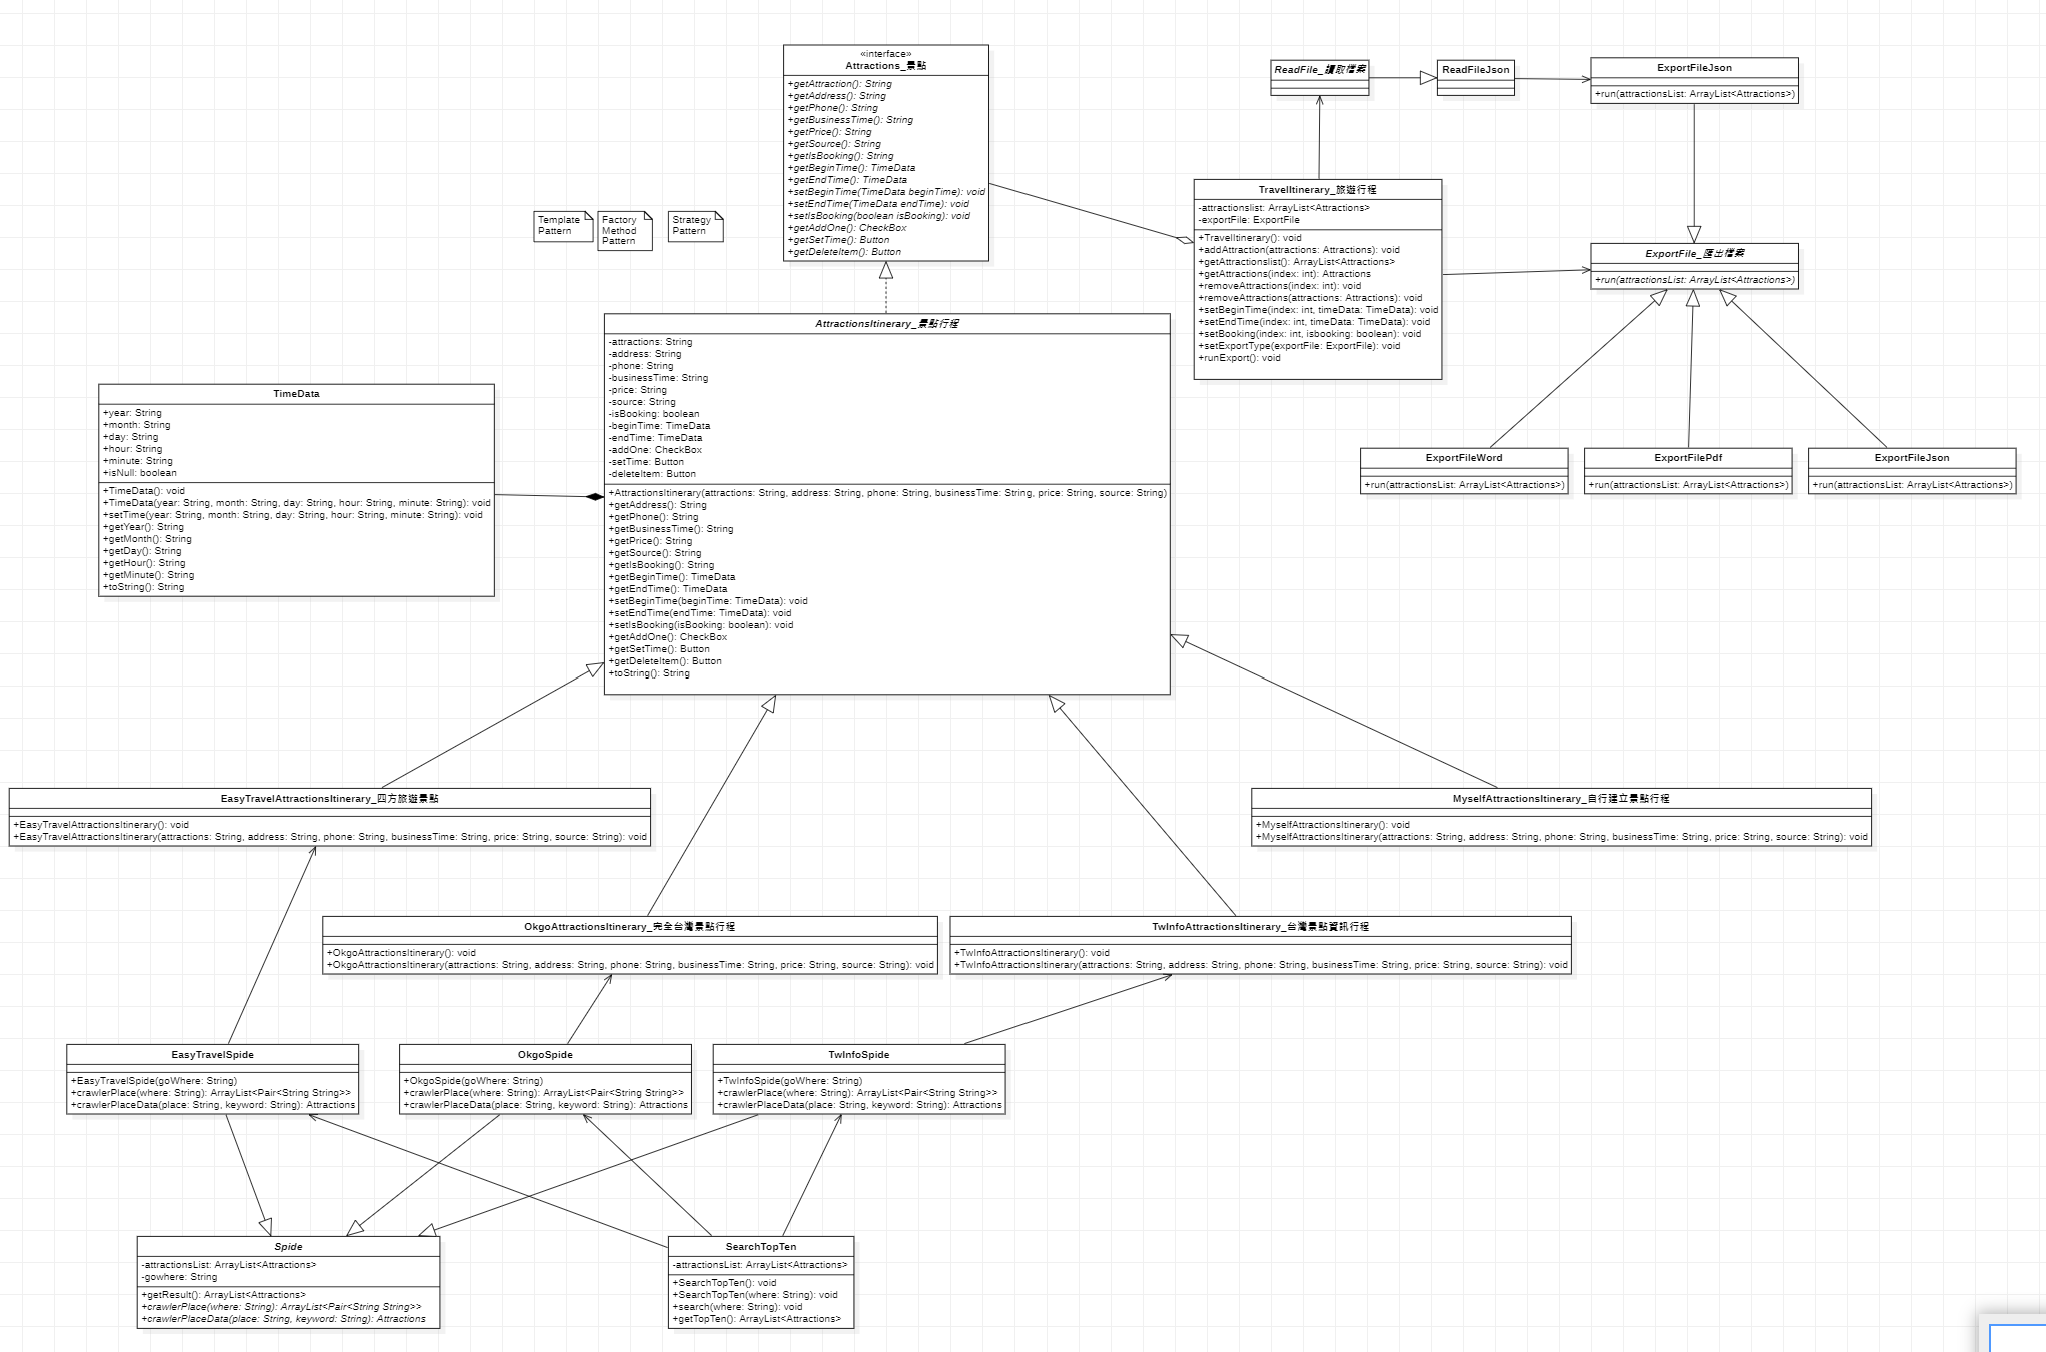 «interface»
Attractions_景點
+getAttraction(): String
+getAddress(): String
+getPhone(): String
+getBusinessTime(): String
+getPrice(): String
+getSource(): String
+getIsBooking(): String
+getBeginTime(): TimeData
+getEndTime(): TimeData
+setBeginTime(TimeData beginTime): void
+setEndTime(TimeData endTime): void
+setIsBooking(boolean isBooking): void
+getAddOne(): CheckBox
+getSetTime(): Button
+getDeleteItem(): Button
ReadFile_讀取檔案
ReadFileJson
ExportFileJson
+run(attractionsList: ArrayList<Attractions>)
Template
Pattern
Factory
Method
Pattern
Strategy
Pattern
TravelItinerary_旅遊行程
-attractionslist: ArrayList<Attractions>
-exportFile: ExportFile
+TravelItinerary(): void
+addAttraction(attractions: Attractions): void
+getAttractionslist(): ArrayList<Attractions>
+getAttractions(index: int): Attractions
+removeAttractions(index: int): void
+removeAttractions(attractions: Attractions): void
+setBeginTime(index: int, timeData: TimeData): void
+setEndTime(index: int, timeData: TimeData): void
+setBooking(index: int, isbooking: boolean): void
+setExportType(exportFile: ExportFile): void
+runExport(): void
ExportFile_匯出檔案
+run(attractionsList: ArrayList<Attractions>)
AttractionsItinerary_景點行程
-attractions: String
-address: String
-phone: String
-businessTime: String
-price: String
-source: String
-isBooking: boolean
-beginTime: TimeData
-endTime: TimeData
-addOne: CheckBox
-setTime: Button
-deleteItem: Button
+AttractionsItinerary(attractions: String, address: String, phone: String, businessTime: String, price: String, source: String)
+getAddress(): String
+getPhone(): String
+getBusinessTime(): String
+getPrice(): String
+getSource(): String
+getIsBooking(): String
+getBeginTime(): TimeData
+getEndTime(): TimeData
+setBeginTime(beginTime: TimeData): void
+setEndTime(endTime: TimeData): void
+setIsBooking(isBooking: boolean): void
+getAddOne(): CheckBox
+getSetTime(): Button
+getDeleteItem(): Button
+toString(): String
TimeData
+year: String
+month: String
+day: String
+hour: String
+minute: String
+isNull: boolean
+TimeData(): void
+TimeData(year: String, month: String, day: String, hour: String, minute: String): void
+setTime(year: String, month: String, day: String, hour: String, minute: String): void
+getYear(): String
+getMonth(): String
+getDay(): String
+getHour(): String
+getMinute(): String
+toString(): String
ExportFileWord
+run(attractionsList: ArrayList<Attractions>)
ExportFilePdf
+run(attractionsList: ArrayList<Attractions>)
ExportFileJson
+run(attractionsList: ArrayList<Attractions>)
EasyTravelAttractionsItinerary_四方旅遊景點
+EasyTravelAttractionsItinerary(): void
+EasyTravelAttractionsItinerary(attractions: String, address: String, phone: String, businessTime: String, price: String, source: String): void
MyselfAttractionsItinerary_自行建立景點行程
+MyselfAttractionsItinerary(): void
+MyselfAttractionsItinerary(attractions: String, address: String, phone: String, businessTime: String, price: String, source: String): void
OkgoAttractionsItinerary_完全台灣景點行程
+OkgoAttractionsItinerary(): void
+OkgoAttractionsItinerary(attractions: String, address: String, phone: String, businessTime: String, price: String, source: String): void
TwInfoAttractionsItinerary_台灣景點資訊行程
+TwInfoAttractionsItinerary(): void
+TwInfoAttractionsItinerary(attractions: String, address: String, phone: String, businessTime: String, price: String, source: String): void
EasyTravelSpide
+EasyTravelSpide(goWhere: String)
+crawlerPlace(where: String): ArrayList<Pair<String String>>
+crawlerPlaceData(place: String, keyword: String): Attractions
OkgoSpide
+OkgoSpide(goWhere: String)
+crawlerPlace(where: String): ArrayList<Pair<String String>>
+crawlerPlaceData(place: String, keyword: String): Attractions
TwInfoSpide
+TwInfoSpide(goWhere: String)
+crawlerPlace(where: String): ArrayList<Pair<String String>>
+crawlerPlaceData(place: String, keyword: String): Attractions
Spide
-attractionsList: ArrayList<Attractions>
-gowhere: String
+getResult(): ArrayList<Attractions>
+crawlerPlace(where: String): ArrayList<Pair<String String>>
+crawlerPlaceData(place: String, keyword: String): Attractions
SearchTopTen
-attractionsList: ArrayList<Attractions>
+SearchTopTen(): void
+SearchTopTen(where: String): void
+search(where: String): void
+getTopTen(): ArrayList<Attractions>